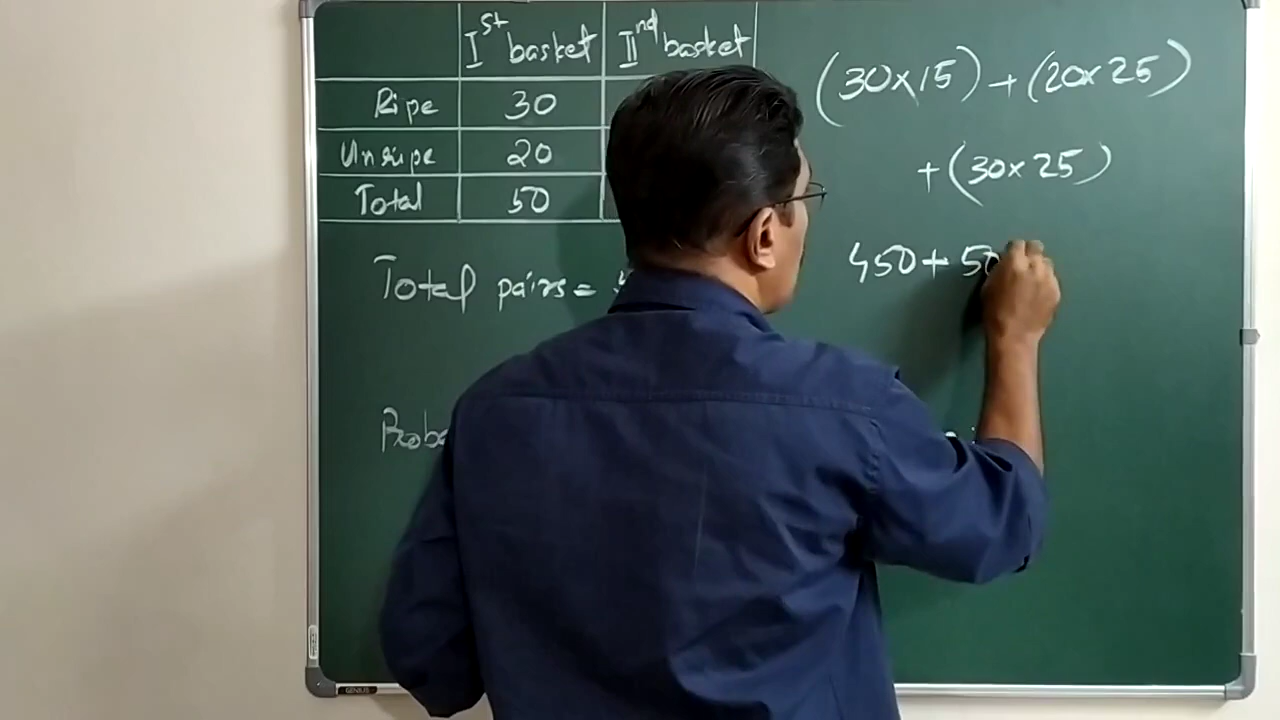 Ist basket IInd basket
Ripe 30
Unripe 20
Total 50
Total pairs =
(30×15) + (20×25)
+ (30×25)
450 + 50
GENIUS